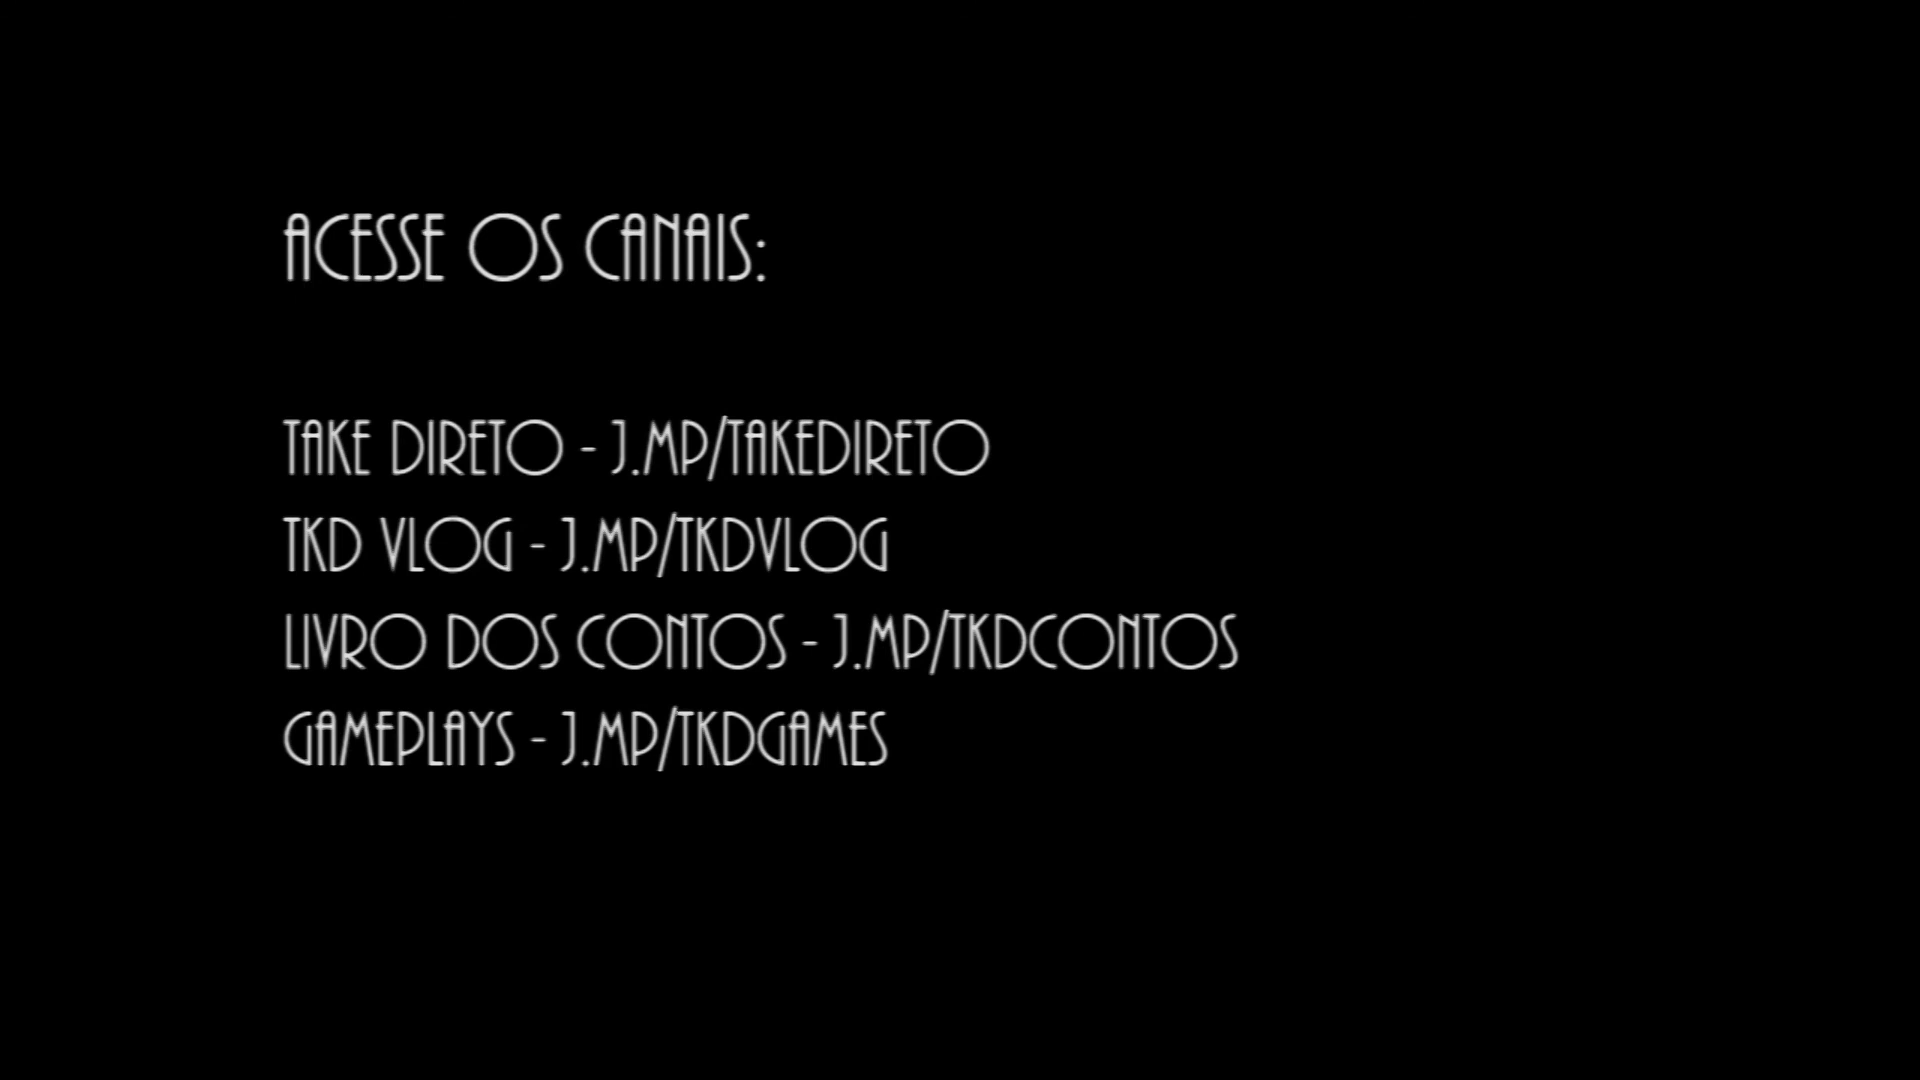 ACESSE OS CANAIS:
TAKE DIRETO - J.MP/TAKEDIRETO
TKD VLOG - J.MP/TKDVLOG
LIVRO DOS CONTOS - J.MP/TKDCONTOS
GAMEPLAYS - J.MP/TKDGAMES